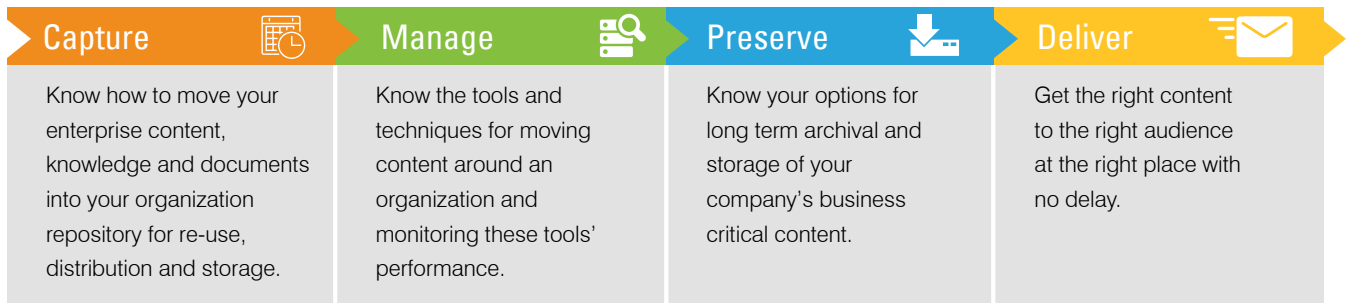 Capture
Know how to move your
enterprise content,
knowledge and documents
into your organization
repository for re-use,
distribution and storage.
Manage
Know the tools and
techniques for moving
content around an
organization and
monitoring these tools’
performance.
Preserve
Know your options for
long term archival and
storage of your
company’s business
critical content.
Deliver
Get the right content
to the right audience
at the right place with
no delay.